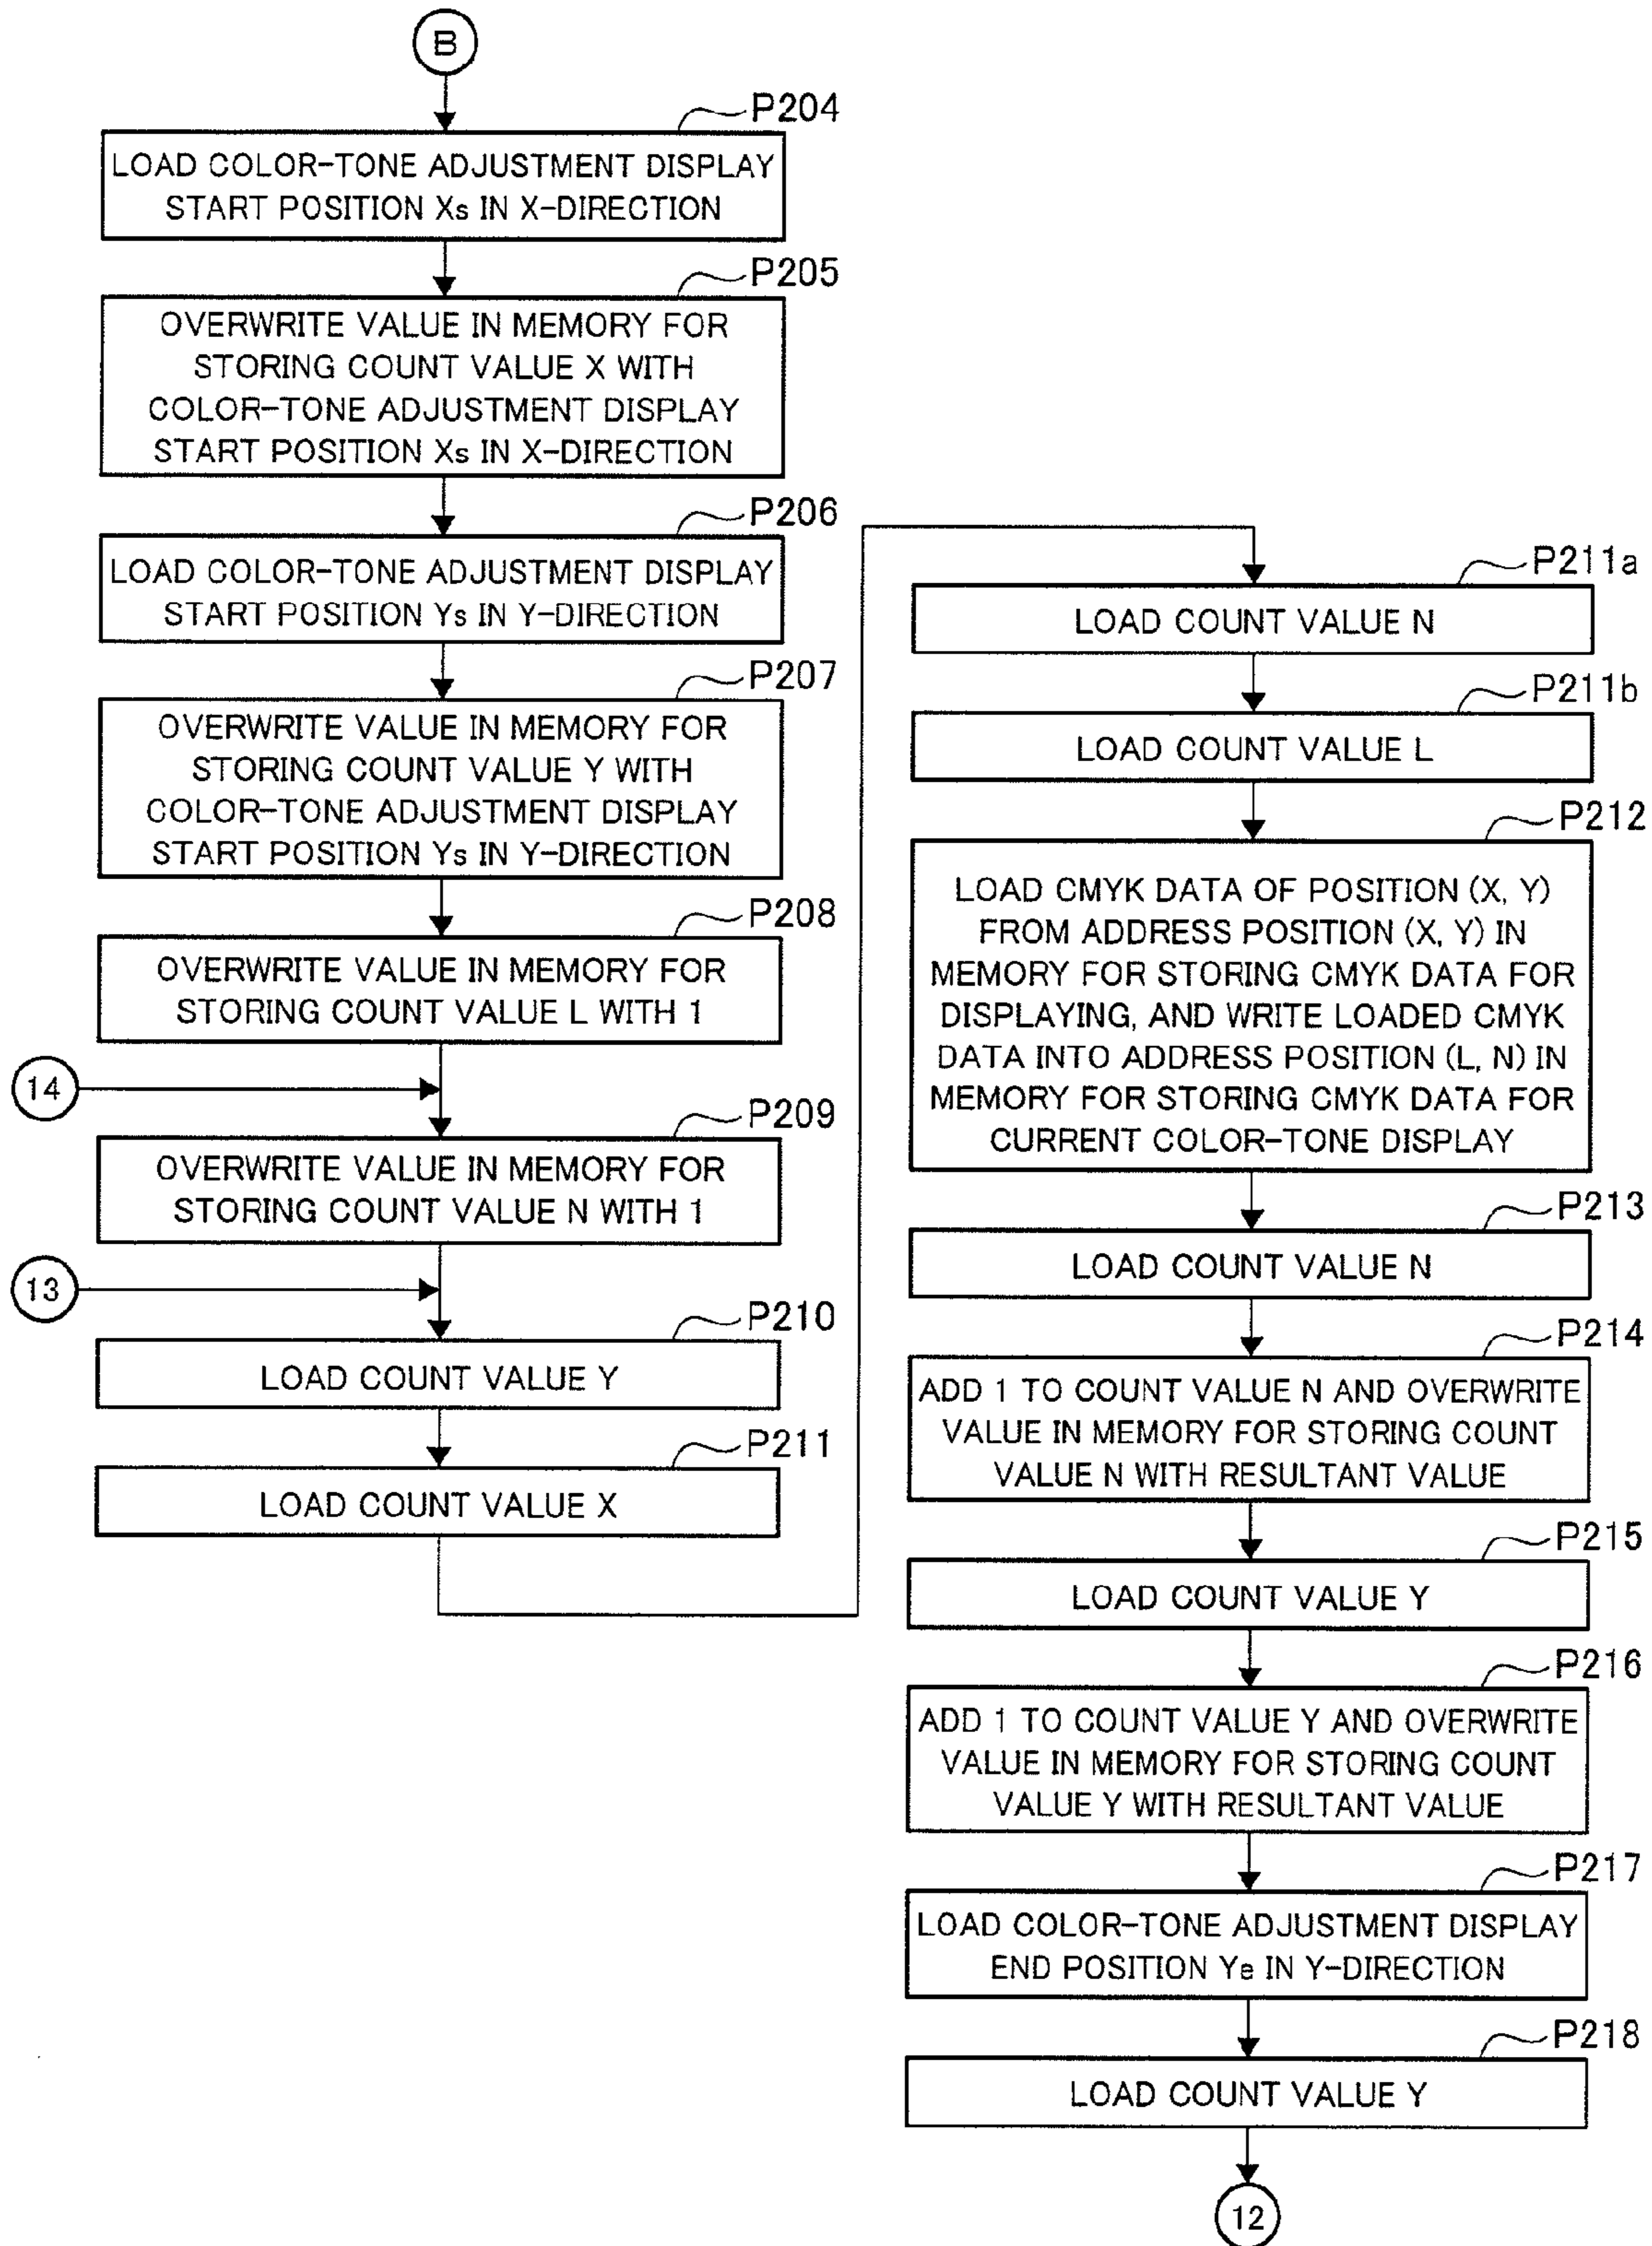 B
P204
LOAD COLOR-TONE ADJUSTMENT DISPLAY
START POSITION Xs IN X-DIRECTION
P205
OVERWRITE VALUE IN MEMORY FOR
STORING COUNT VALUE X WITH
COLOR-TONE ADJUSTMENT DISPLAY
START POSITION Xs IN X-DIRECTION
P206
LOAD COLOR-TONE ADJUSTMENT DISPLAY
START POSITION Ys IN Y-DIRECTION
P207
OVERWRITE VALUE IN MEMORY FOR
STORING COUNT VALUE Y WITH
COLOR-TONE ADJUSTMENT DISPLAY
START POSITION Ys IN Y-DIRECTION
P208
OVERWRITE VALUE IN MEMORY FOR
STORING COUNT VALUE L WITH 1
14
P209
OVERWRITE VALUE IN MEMORY FOR
STORING COUNT VALUE N WITH 1
13
P210
LOAD COUNT VALUE Y
P211
LOAD COUNT VALUE X
P211a
LOAD COUNT VALUE N
P211b
LOAD COUNT VALUE L
P212
LOAD CMYK DATA OF POSITION (X, Y)
FROM ADDRESS POSITION (X, Y) IN
MEMORY FOR STORING CMYK DATA FOR
DISPLAYING, AND WRITE LOADED CMYK
DATA INTO ADDRESS POSITION (L, N) IN
MEMORY FOR STORING CMYK DATA FOR
CURRENT COLOR-TONE DISPLAY
P213
LOAD COUNT VALUE N
P214
ADD 1 TO COUNT VALUE N AND OVERWRITE
VALUE IN MEMORY FOR STORING COUNT
VALUE N WITH RESULTANT VALUE
P215
LOAD COUNT VALUE Y
P216
ADD 1 TO COUNT VALUE Y AND OVERWRITE
VALUE IN MEMORY FOR STORING COUNT
VALUE Y WITH RESULTANT VALUE
P217
LOAD COLOR-TONE ADJUSTMENT DISPLAY
END POSITION Ye IN Y-DIRECTION
P218
LOAD COUNT VALUE Y
12